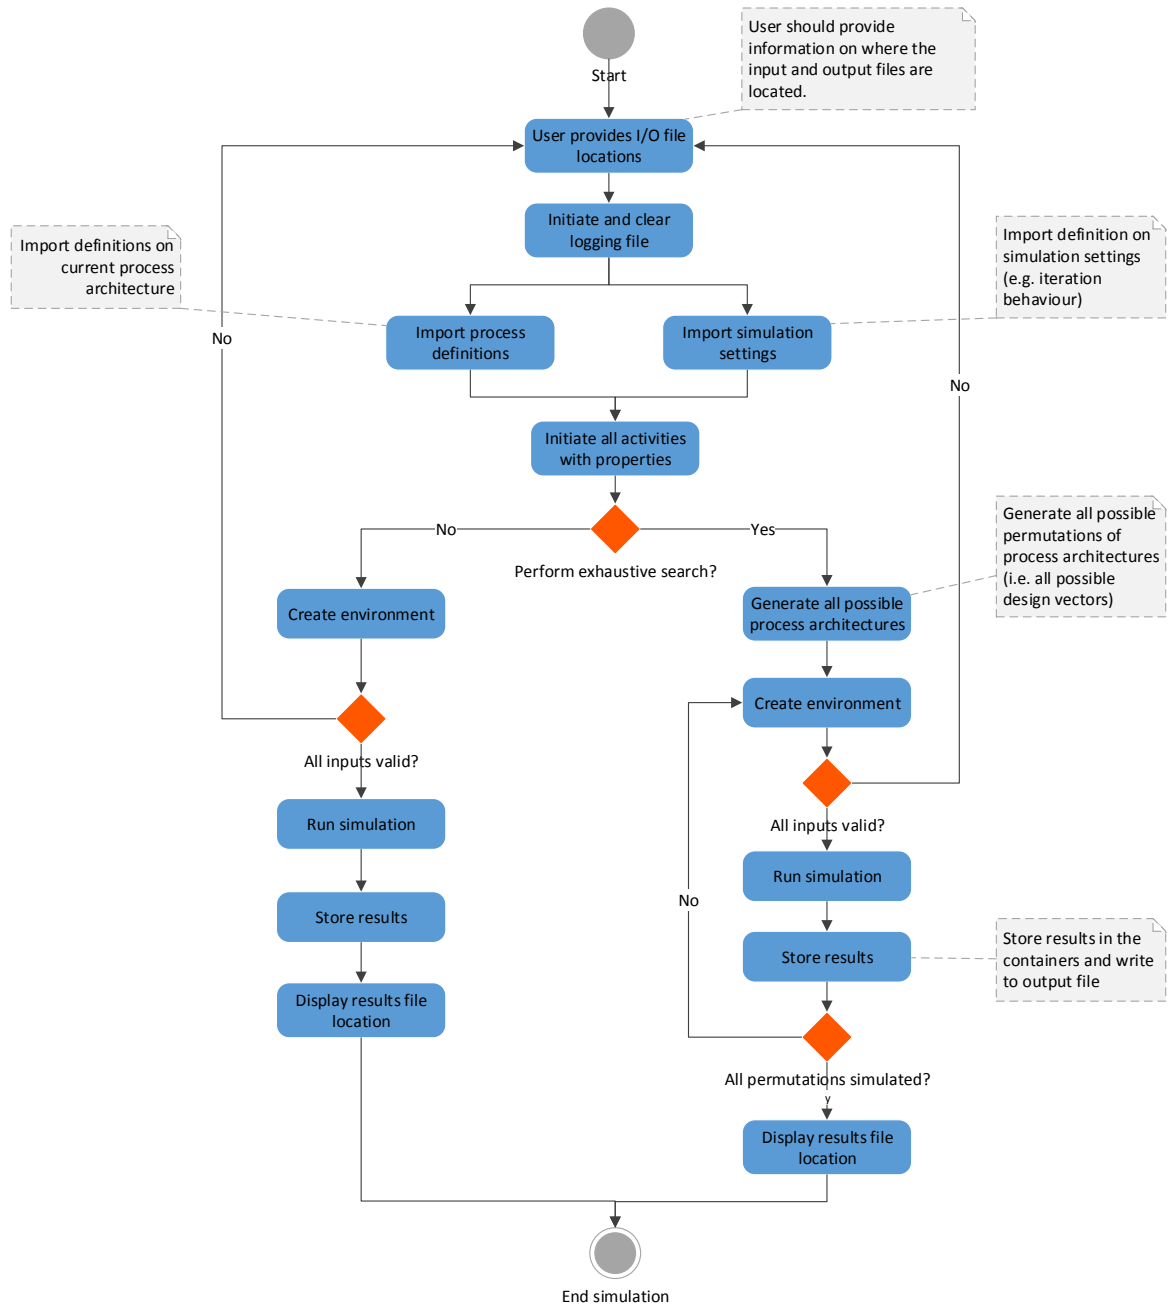 User should provide
information on where the
input and output files are
located.
Start
User provides I/O file
locations
Initiate and clear
logging file
Import definitions on
current process
architecture
Import definition on
simulation settings
(e.g. iteration
behaviour)
No
Import process
definitions
Import simulation
settings
No
Initiate all activities
with properties
No
Yes
Perform exhaustive search?
Generate all possible
permutations of
process architectures
(i.e. all possible
design vectors)
Create environment
Generate all possible
process architectures
Create environment
All inputs valid?
All inputs valid?
Run simulation
Run simulation
No
Store results
Store results
Store results in the
containers and write
to output file
Display results file
location
All permutations simulated?
y
Display results file
location
End simulation